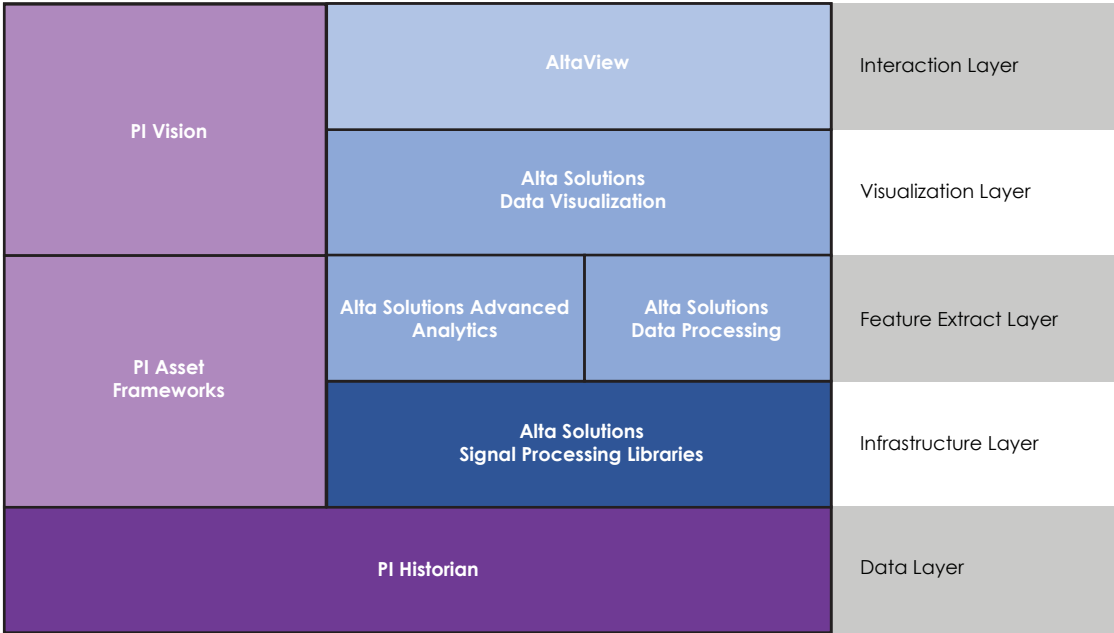 AltaView
Interaction Layer
PI Vision
Alta Solutions
Data Visualization
Visualization Layer
Alta Solutions Advanced
Analytics
Alta Solutions
Data Processing
Feature Extract Layer
PI Asset
Frameworks
Alta Solutions
Signal Processing Libraries
Infrastructure Layer
PI Historian
Data Layer